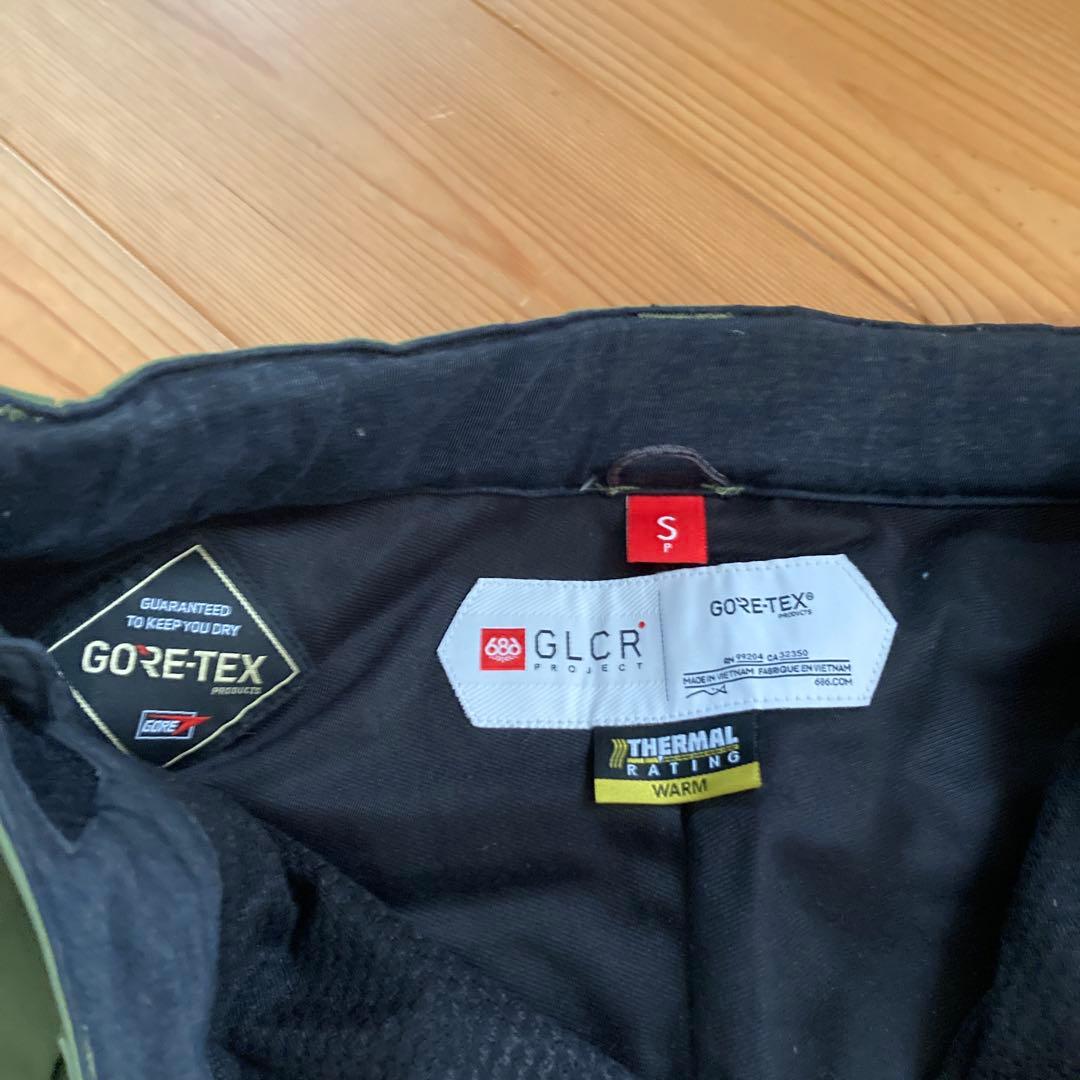 S
P
GUARANTEED
TO KEEP YOU DRY
GORE-TEX
PRODUCTS
GORE
686
GLCR
PROJECT
GORE-TEX®
PRODUCTS
RN 99204 CA 32350
MADE IN VIETNAM FABRIQUE EN VIETNAM
686.COM
THERMAL
RATING
WARM